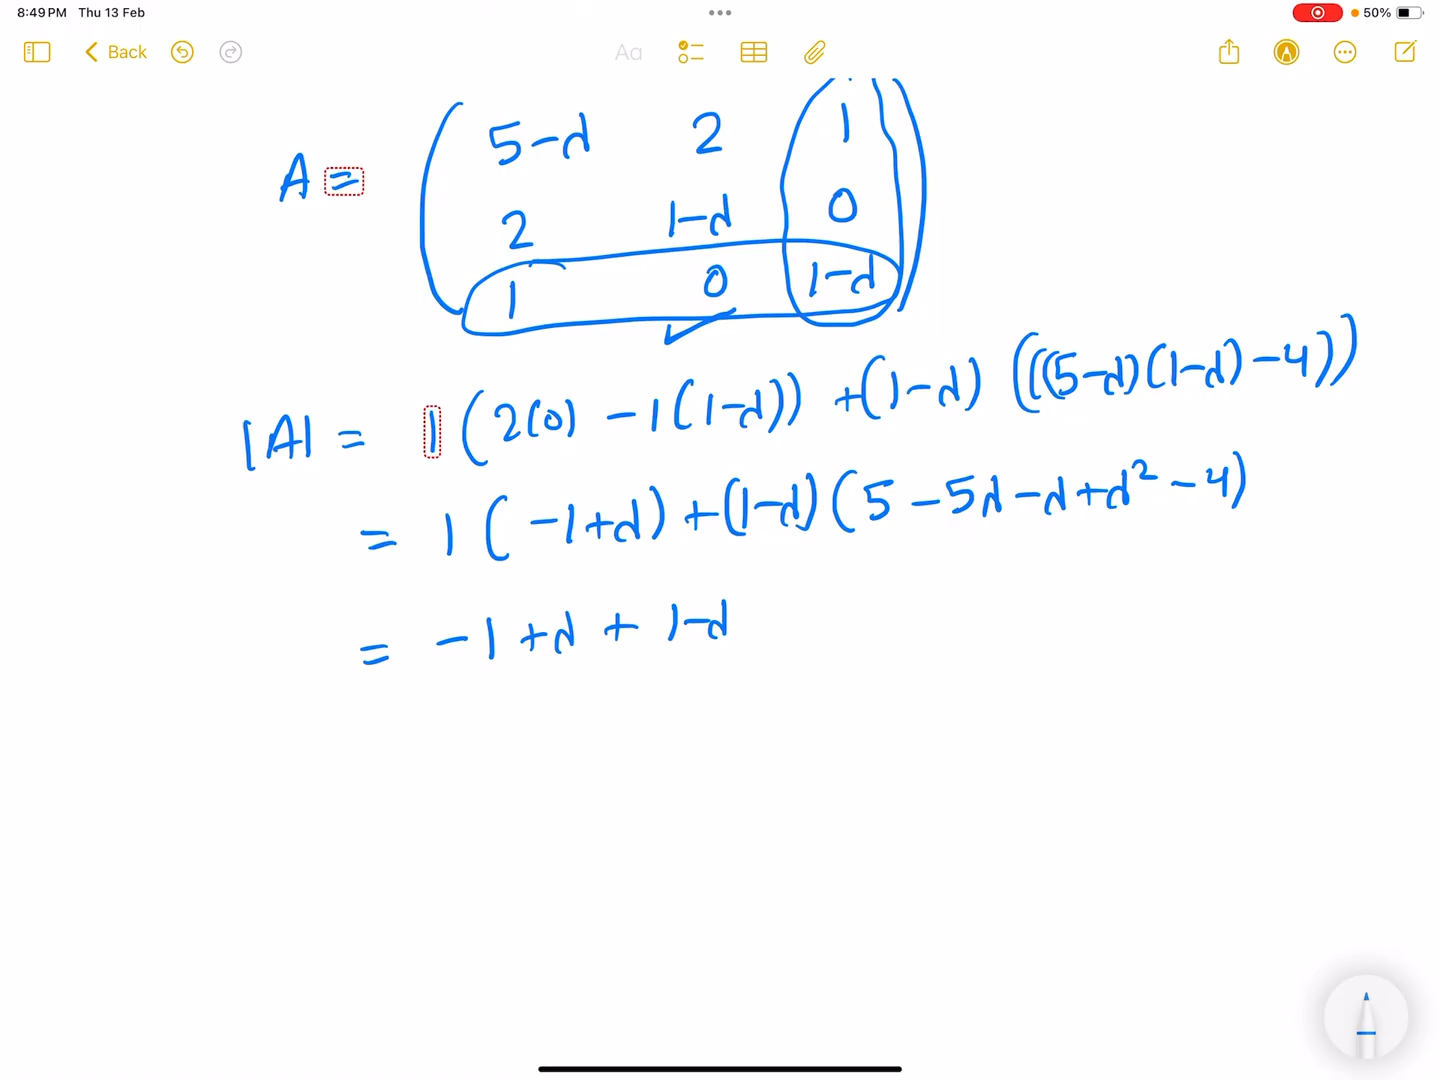 8:49 PM Thu 13 Feb 50%
Back Aa
5-d 2 1
A =
2 1-d 0
1 0 1-d
|A| = 1(2(0) -1(1-d)) +(1-d) (((5-d)(1-d)-4))
= 1(-1+d) +(1-d)(5-5d-d+d²-4)
= -1+d + 1-d